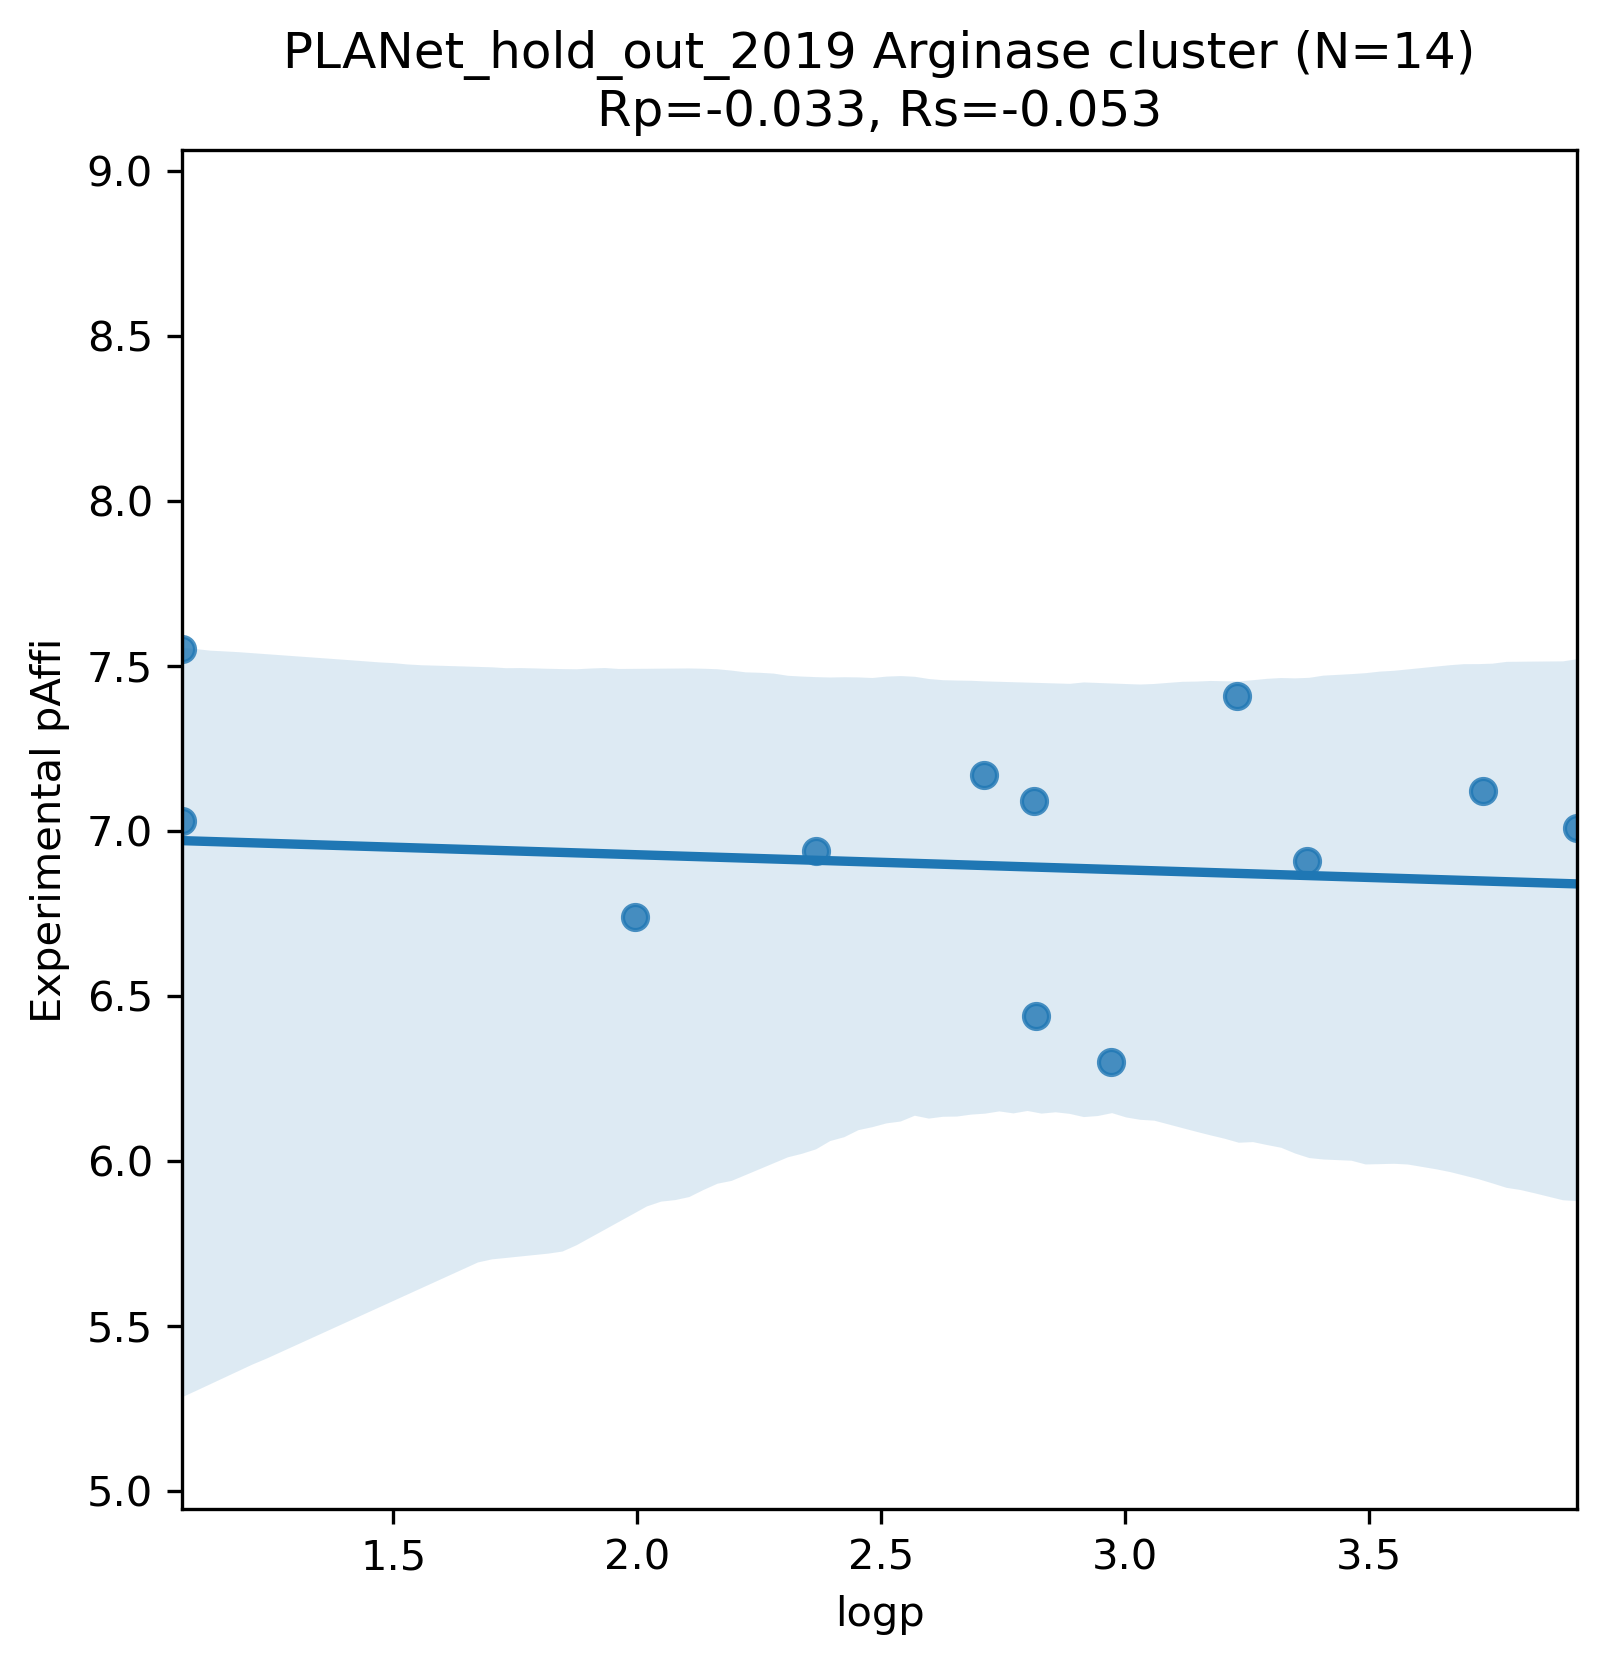 PLANet_hold_out_2019 Arginase cluster (N=14)
Rp=-0.033, Rs=-0.053
9.0
8.5
8.0
7.5
7.0
6.5
6.0
5.5
5.0
Experimental pAffi
1.5 2.0 2.5 3.0 3.5
logp